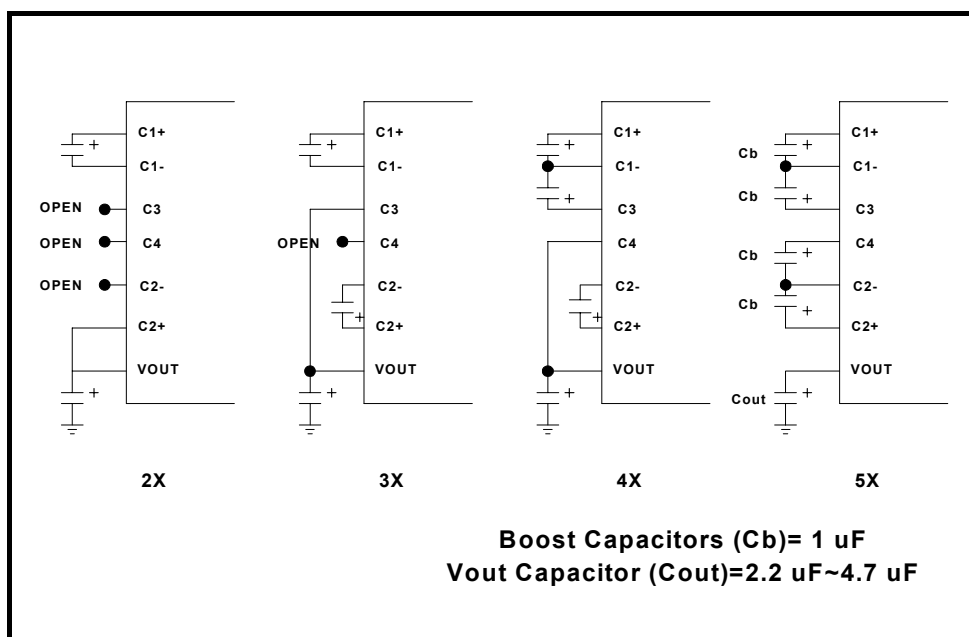 C1+
+
C1-
OPEN
C3
OPEN
C4
OPEN
C2-
C2+
VOUT
+
2X
C1+
+
C1-
C3
OPEN
C4
C2-
+
C2+
VOUT
+
3X
C1+
+
C1-
+
C3
C4
C2-
+
C2+
VOUT
+
4X
C1+
Cb
+
C1-
Cb
+
C3
C4
Cb
+
C2-
Cb
+
C2+
VOUT
Cout
+
5X
Boost Capacitors (Cb)= 1 uF
Vout Capacitor (Cout)=2.2 uF~4.7 uF